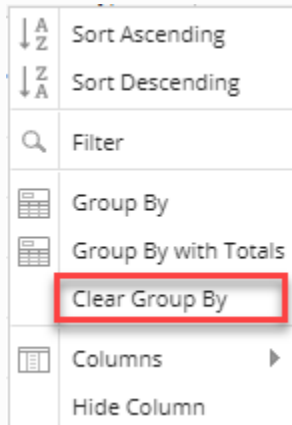 Sort Ascending
Sort Descending
Filter
Group By
Group By with Totals
Clear Group By
Columns
Hide Column